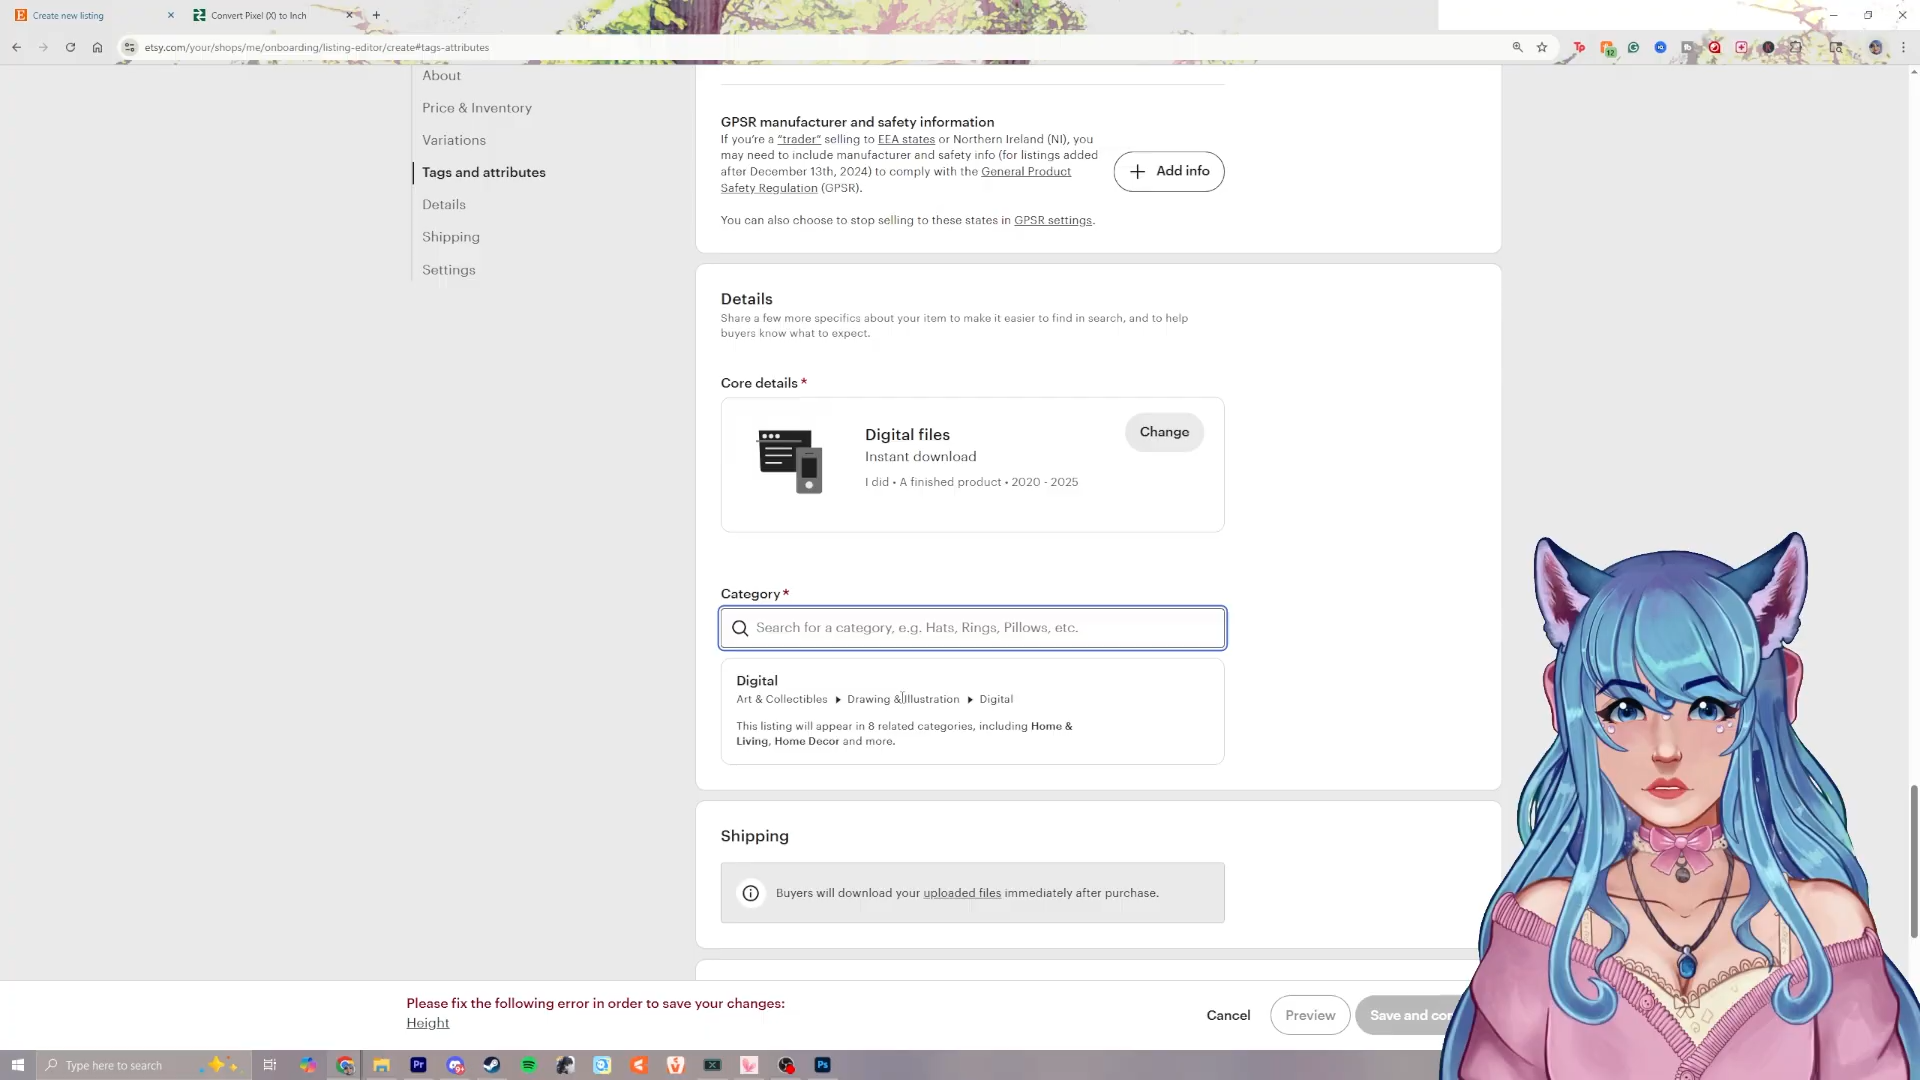 Create new listing
Convert Pixel (X) to Inch
etsy.com/your/shops/me/onboarding/listing-editor/create#tags-attributes
12
About
Price & Inventory
Variations
Tags and attributes
Details
Shipping
Settings
GPSR manufacturer and safety information
If you're a "trader" selling to EEA states or Northern Ireland (NI), you
may need to include manufacturer and safety info (for listings added
after December 13th, 2024) to comply with the General Product
Safety Regulation (GPSR).
Add info
You can also choose to stop selling to these states in GPSR settings.
Details
Share a few more specifics about your item to make it easier to find in search, and to help
buyers know what to expect.
Core details *
Digital files
Instant download
I did • A finished product • 2020 - 2025
Change
Category *
Search for a category, e.g. Hats, Rings, Pillows, etc.
Digital
Art & Collectibles ▸ Drawing & Illustration ▸ Digital
This listing will appear in 8 related categories, including Home &
Living, Home Decor and more.
Shipping
Buyers will download your uploaded files immediately after purchase.
Please fix the following error in order to save your changes:
Height
Cancel
Preview
Save and con
Type here to search
Pr
Ps